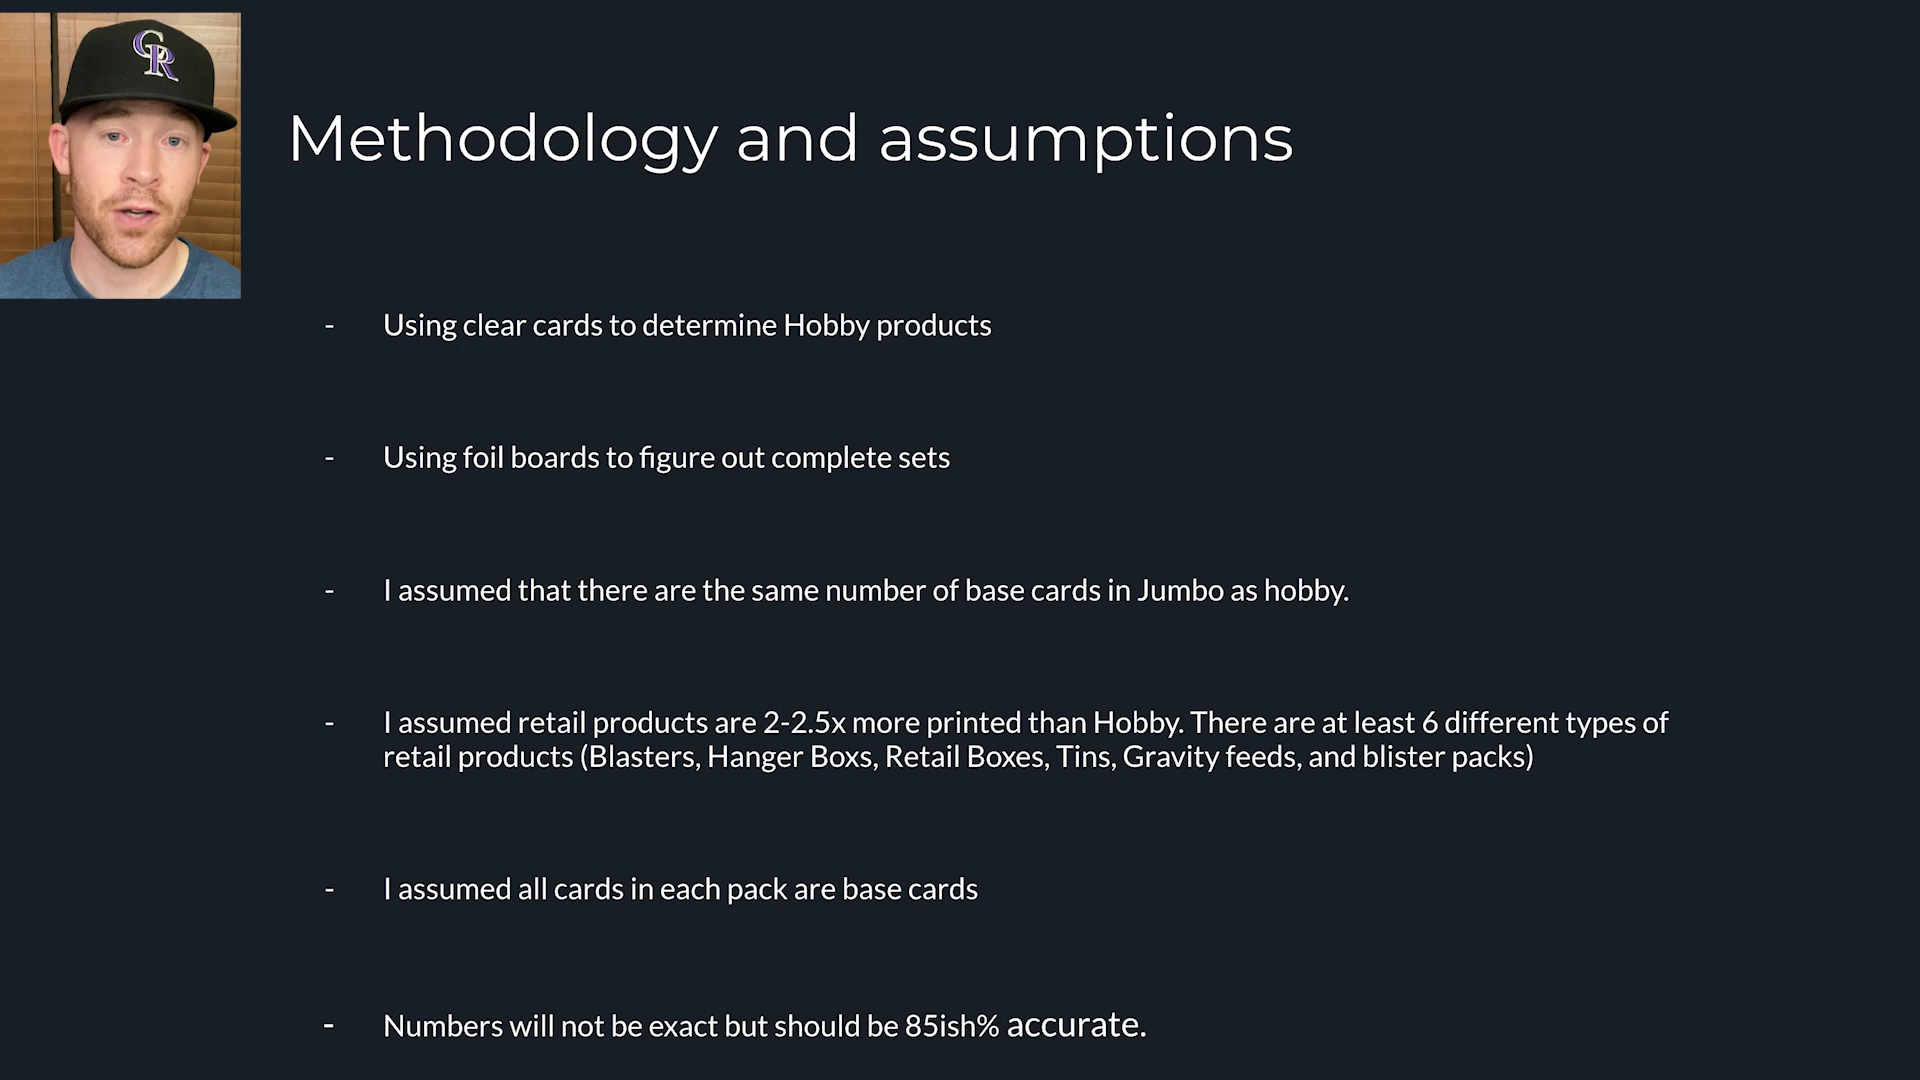 CR
Methodology and assumptions
- Using clear cards to determine Hobby products
- Using foil boards to figure out complete sets
- I assumed that there are the same number of base cards in Jumbo as hobby.
- I assumed retail products are 2-2.5x more printed than Hobby. There are at least 6 different types of
retail products (Blasters, Hanger Boxs, Retail Boxes, Tins, Gravity feeds, and blister packs)
- I assumed all cards in each pack are base cards
- Numbers will not be exact but should be 85ish% accurate.